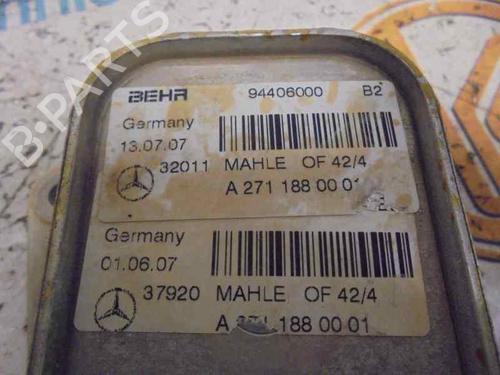 BEHR 94406000 B2
Germany
13.07.07
32011 MAHLE OF 42/4
A 271 188 00 01
Germany
01.06.07
37920 MAHLE OF 42/4
A 271 188 00 01
B-PARTS